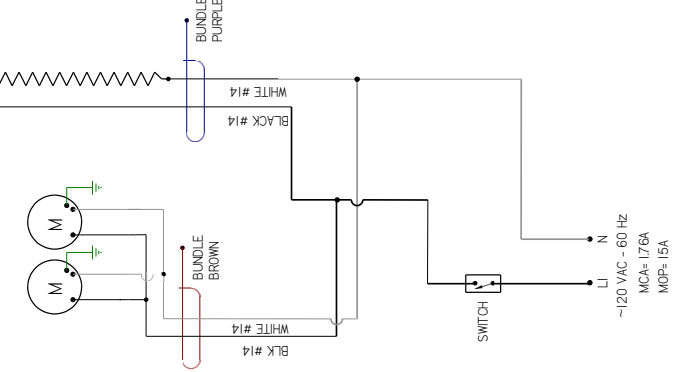 BUNDLE
PURPLE
WHITE #14
BLACK #14
M
M
BUNDLE
BROWN
WHITE #14
BLK #14
SWITCH
N
L1
~120 VAC - 60 Hz
MCA= 1.76A
MOP= 15A